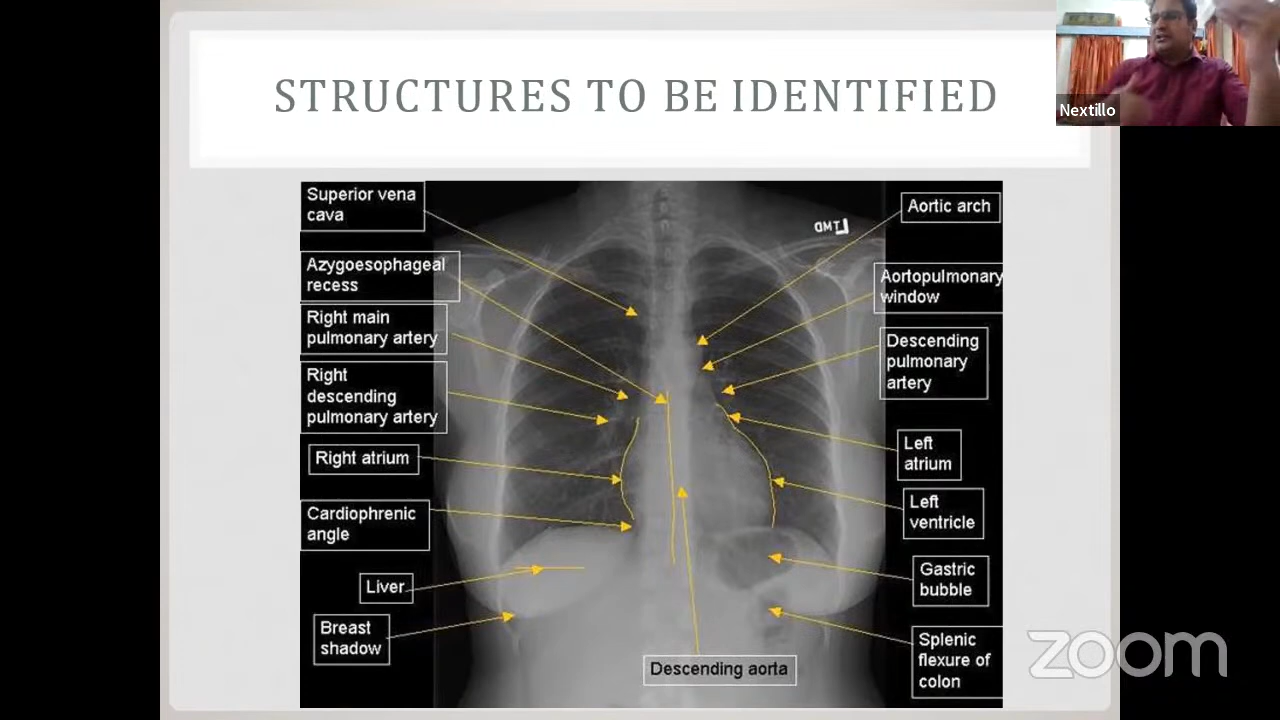 STRUCTURES TO BE IDENTIFIED
Nextillo
Superior vena
cava
Azygoesophageal
recess
Right main
pulmonary artery
Right
descending
pulmonary artery
Right atrium
Cardiophrenic
angle
Liver
Breast
shadow
Descending aorta
Aortic arch
Aortopulmonary
window
Descending
pulmonary
artery
Left
atrium
Left
ventricle
Gastric
bubble
Splenic
flexure of
colon
zoom